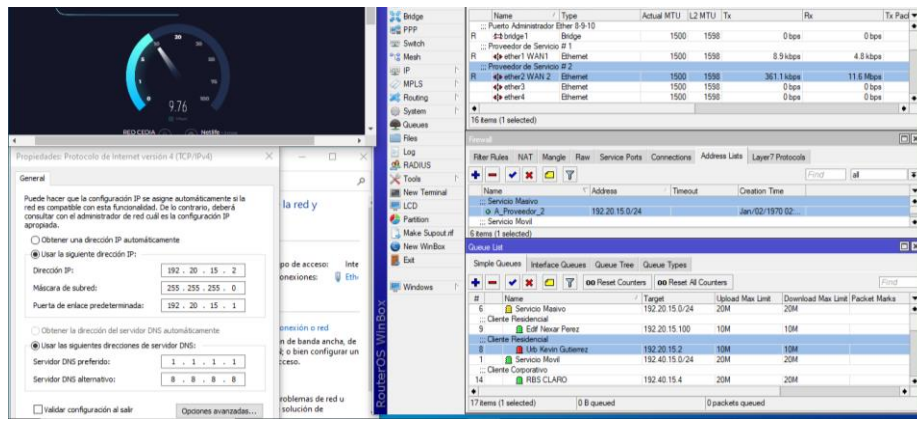 9.76
RED CEDIA
Netlife
Propiedades: Protocolo de Internet versión 4 (TCP/IPv4)
General
Puede hacer que la configuración IP se asigne automáticamente si la
red es compatible con esta funcionalidad. De lo contrario, deberá
consultar con el administrador de red cuál es la configuración IP
apropiada.
Obtener una dirección IP automáticamente
Usar la siguiente dirección IP:
Dirección IP: 192 . 20 . 15 . 2
Máscara de subred: 255 . 255 . 255 . 0
Puerta de enlace predeterminada: 192 . 20 . 15 . 1
Obtener la dirección del servidor DNS automáticamente
Usar las siguientes direcciones de servidor DNS:
Servidor DNS preferido: 1 . 1 . 1 . 1
Servidor DNS alternativo: 8 . 8 . 8 . 8
Validar configuración al salir
Opciones avanzadas...
la red y
po de acceso: Inte
onexiones: Eth
onexión o red
n de banda ancha, de
; o bien configurar un
ceso.
roblemas de red u
solución de
RouterOS WinBox
Bridge
PPP
Switch
Mesh
IP
MPLS
Routing
System
Queues
Files
Log
RADIUS
Tools
New Terminal
LCD
Partition
Make Supout.rif
New WinBox
Exit
Windows
Name Type Actual MTU L2 MTU Tx Rx Tx Pac
;;; Puerto Administrador Ether 8-9-10
R bridge1 Bridge 1500 1598 0 bps 0 bps
;;; Proveedor de Servicio # 1
R ether1 WAN1 Ethernet 1500 1598 8.9 kbps 4.8 kbps
;;; Proveedor de Servicio # 2
R ether2 WAN 2 Ethernet 1500 1598 361.1 kbps 11.6 Mbps
ether3 Ethernet 1500 1598 0 bps 0 bps
ether4 Ethernet 1500 1598 0 bps 0 bps
16 items (1 selected)
Firewall
Filter Rules NAT Mangle Raw Service Ports Connections Address Lists Layer7 Protocols
Find all
Name Address Timeout Creation Time
;;; Servicio Masivo
A_Proveedor_2 192.20.15.0/24 Jan/02/1970 02:...
;;; Servicio Movil
6 items (1 selected)
Queue List
Simple Queues Interface Queues Queue Tree Queue Types
00 Reset Counters 00 Reset All Counters Find
# Name Target Upload Max Limit Download Max Limit Packet Marks
6 Servicio Masivo 192.20.15.0/24 20M 20M
;;; Cliente Residencial
9 Edf Nexar Perez 192.20.15.100 10M 10M
;;; Cliente Residencial
8 Urb Kevin Gutierrez 192.20.15.2 10M 10M
1 Servicio Movil 192.40.15.0/24 20M 20M
;;; Cliente Corporativo
14 RBS CLARO 192.40.15.4 20M 20M
17 items (1 selected) 0 B queued 0 packets queued